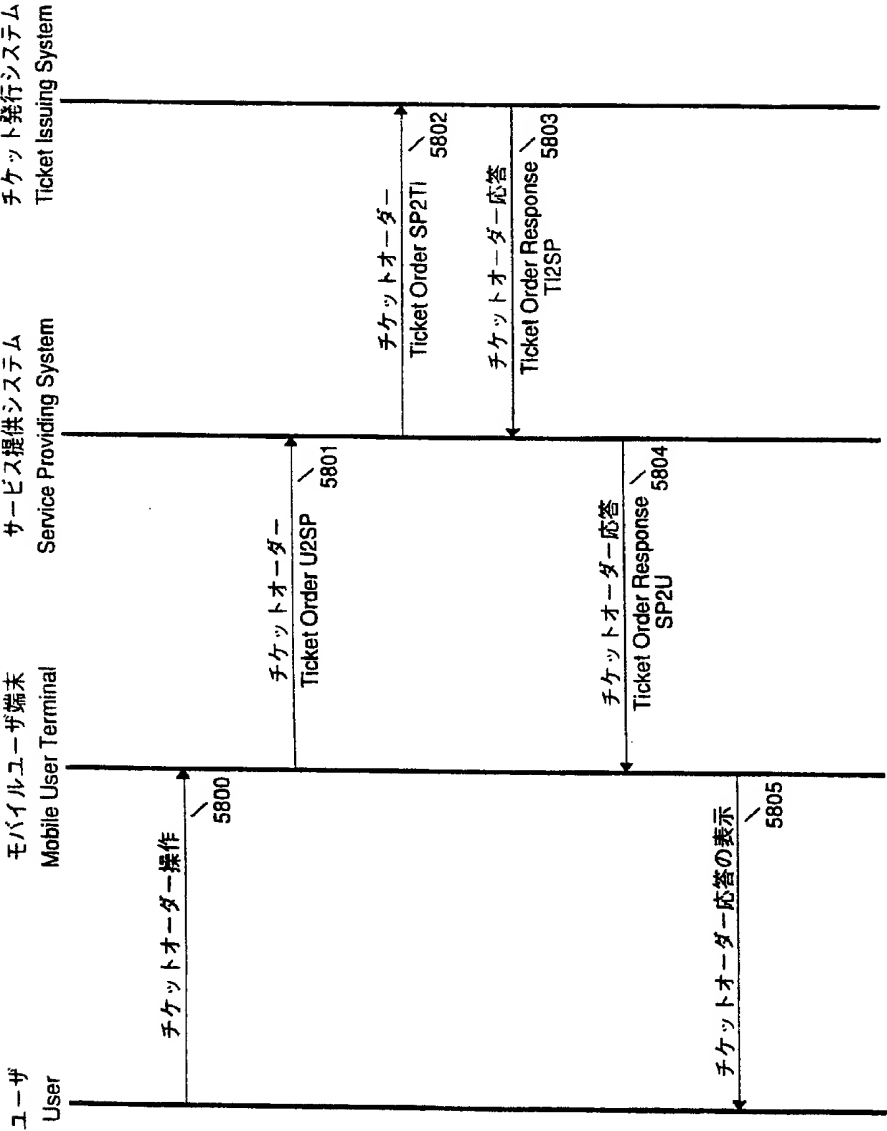 ユーザ
User
モバイルユーザ端末
Mobile User Terminal
サービス提供システム
Service Providing System
チケット発行システム
Ticket Issuing System
チケットオーダー操作
5800
チケットオーダー
Ticket Order U2SP
5801
チケットオーダー
Ticket Order SP2TI
5802
チケットオーダー応答
Ticket Order Response
TI2SP
5803
チケットオーダー応答
Ticket Order Response
SP2U
5804
チケットオーダー応答の表示
5805